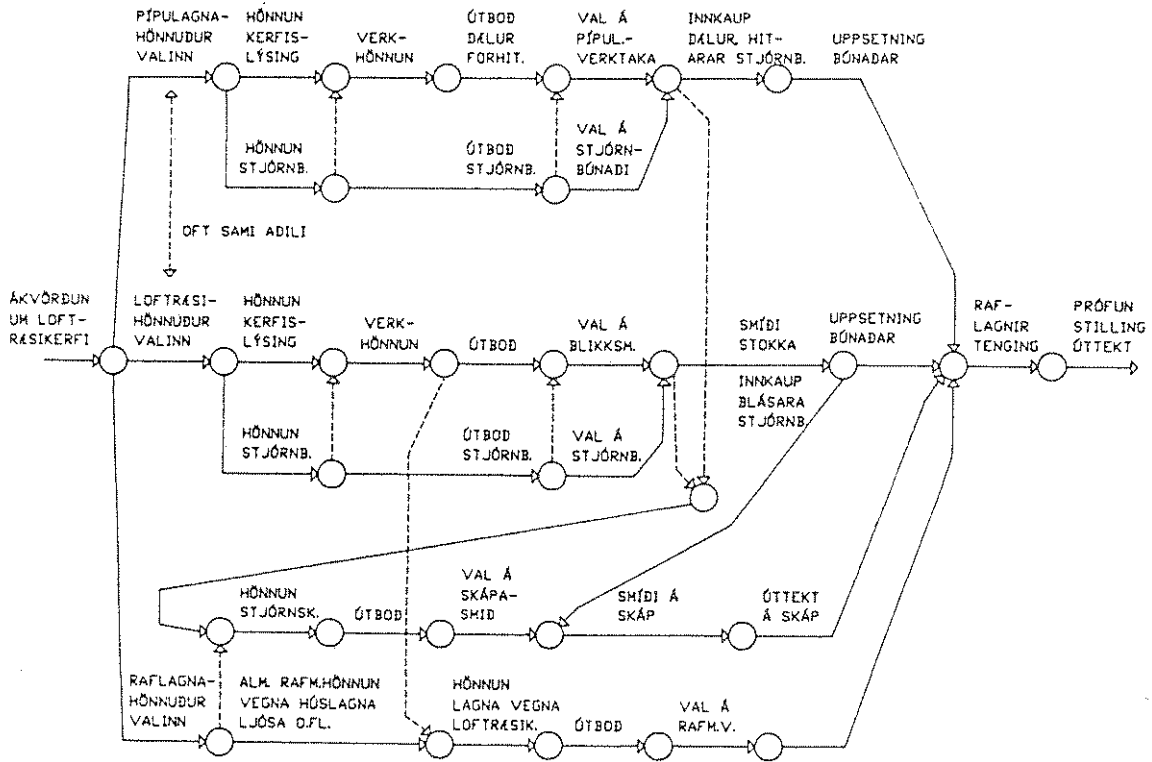 PÍPULAGNA-
HÖNNUÐUR
VALINN
HÖNNUN
KERFIS-
LÝSING
VERK-
HÖNNUN
ÚTBOÐ
DÆLUR
FORHIT.
VAL Á
PÍPUL.-
VERKTAKA
INNKAUP
DÆLUR, HIT-
ARAR STJÓRNB.
UPPSETNING
BÚNAÐAR
HÖNNUN
STJÓRNB.
ÚTBOÐ
STJÓRNB.
VAL Á
STJÓRN-
BÚNAÐI
OFT SAMI AÐILI
ÁKVÖRÐUN
UM LOFT-
RÆSIKERFI
LOFTRÆSI-
HÖNNUÐUR
VALINN
HÖNNUN
KERFIS-
LÝSING
VERK-
HÖNNUN
ÚTBOÐ
VAL Á
BLIKKSM.
SMÍÐI
STOKKA
INNKAUP
BLÁSARA
STJÓRNB.
UPPSETNING
BÚNAÐAR
RAF-
LAGNIR
TENGING
PRÓFUN
STILLING
ÚTTEKT
HÖNNUN
STJÓRNB.
ÚTBOÐ
STJÓRNB.
VAL Á
STJÓRNB.
HÖNNUN
STJÓRNSK.
ÚTBOÐ
VAL Á
SKÁPA-
SMIÐ
SMÍÐI Á
SKÁP
ÚTTEKT
Á SKÁP
RAFLAGNA-
HÖNNUÐUR
VALINN
ALM. RAFM.HÖNNUN
VEGNA HÚSLAGNA
LJÓSA O.FL.
HÖNNUN
LAGNA VEGNA
LOFTRÆSIK.
ÚTBOÐ
VAL Á
RAFM.V.